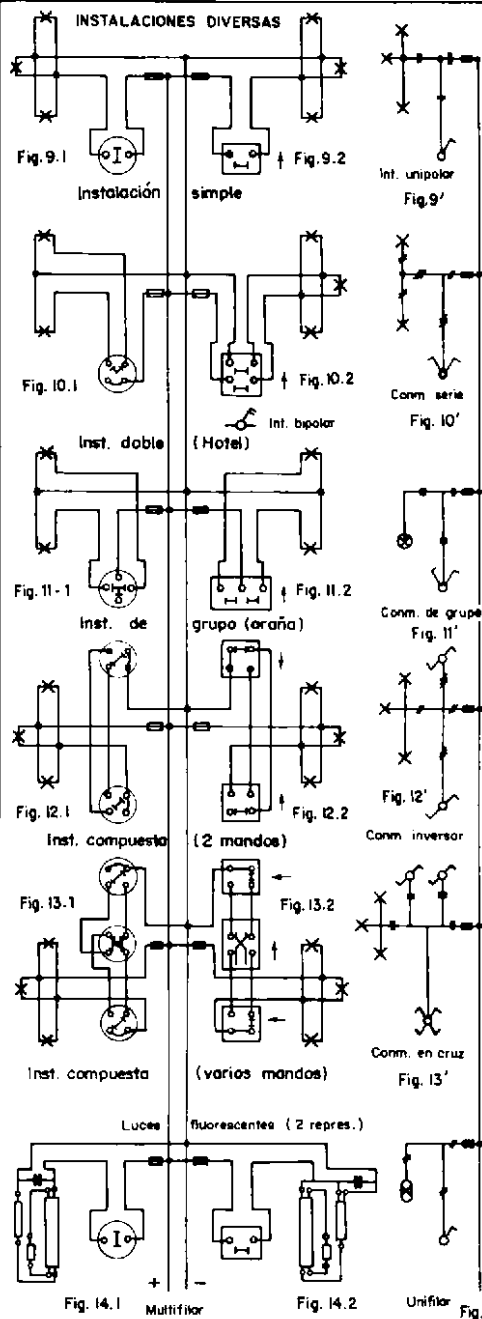 INSTALACIONES DIVERSAS
Fig. 9.1
Fig. 9.2
Int. unipolar
Instalación simple
Fig. 9'
Fig. 10.1
Fig. 10.2
Conm. serie
Int. bipolar
Fig. 10'
Inst. doble (Hotel)
Fig. 11-1
Fig. 11.2
Conm. de grupo
Inst. de grupo (araña)
Fig. 11'
Fig. 12.1
Fig. 12.2
Fig. 12'
Inst. compuesta (2 mandos)
Conm inversor
Fig. 13-1
Fig. 13.2
Conm. en cruz
Inst. compuesta (varios mandos)
Fig. 13'
Luces fluorescentes (2 repres.)
+ -
Fig. 14.1
Multifilar
Fig. 14.2
Unifilar
Fig.